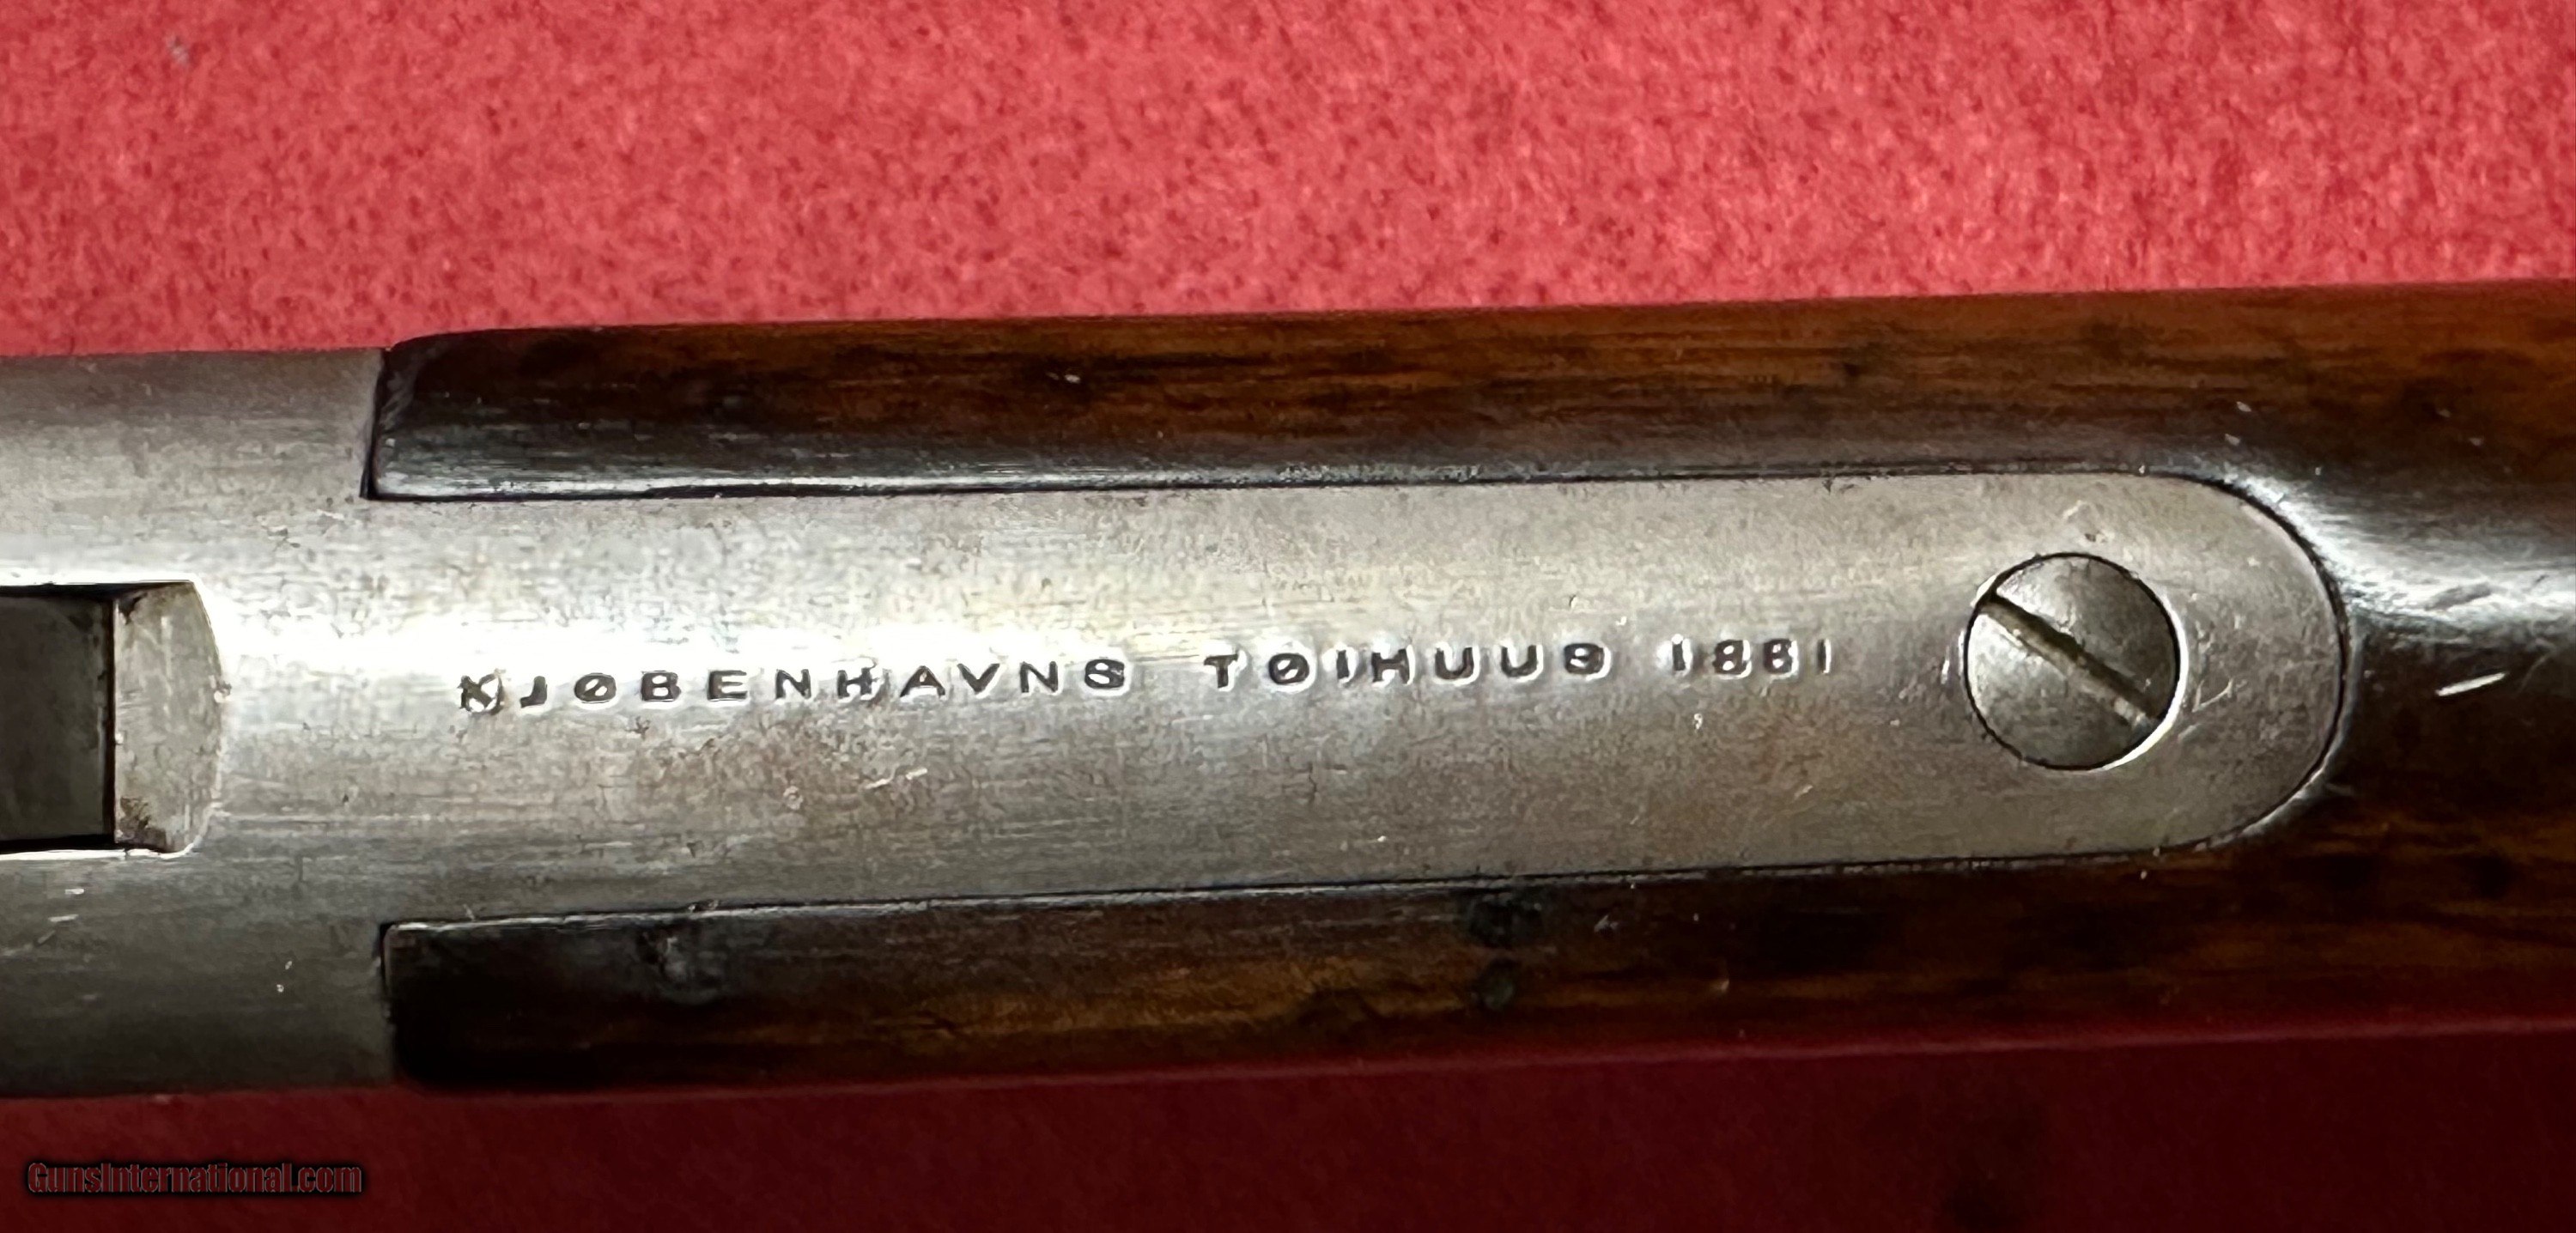 KJØBENHAVNS TØIHUUS 1881
GunsInternational.com